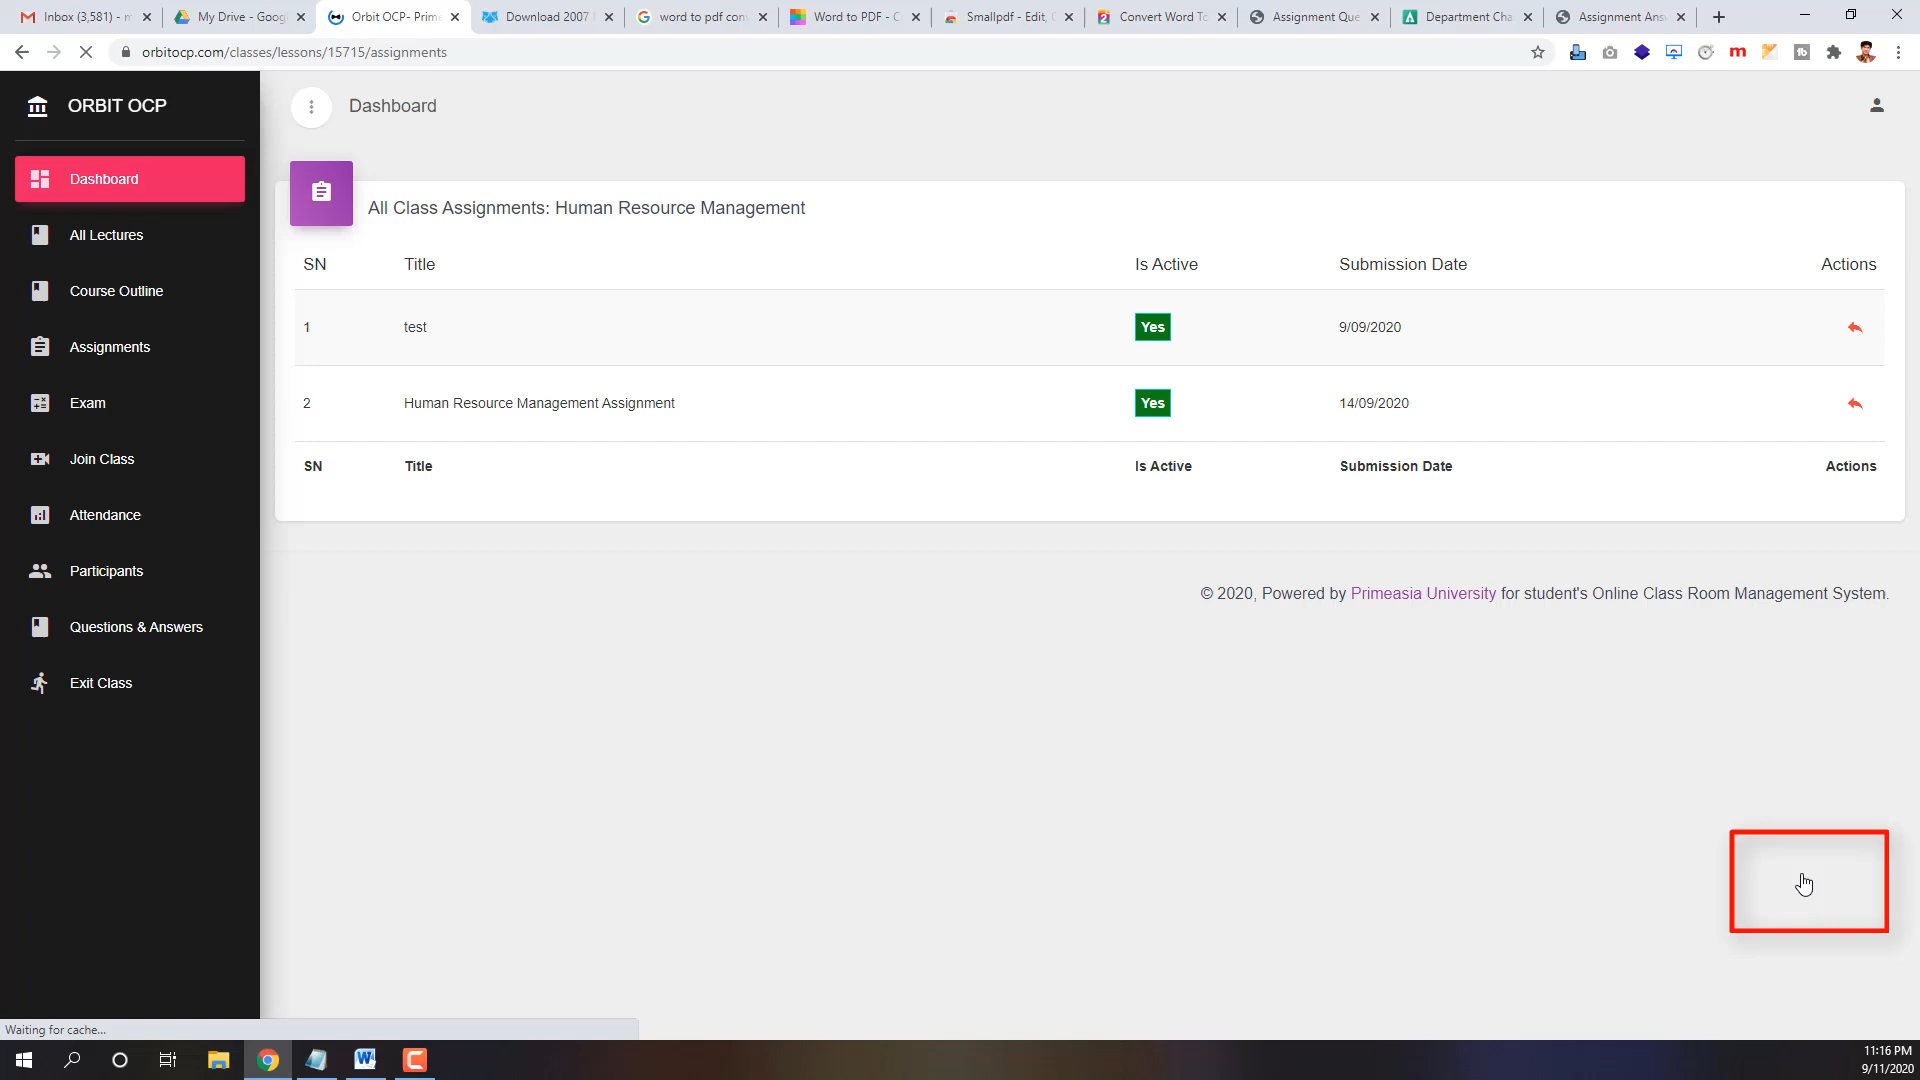 Inbox (3,581) - m
My Drive - Goog
Orbit OCP- Prim
Download 2007
word to pdf con
Word to PDF - C
Smallpdf - Edit, C
Convert Word To
Assignment Que
Department Cha
Assignment Ans
orbitocp.com/classes/lessons/15715/assignments
ORBIT OCP
Dashboard
Dashboard
All Lectures
Course Outline
Assignments
Exam
Join Class
Attendance
Participants
Questions & Answers
Exit Class
All Class Assignments: Human Resource Management
SN Title Is Active Submission Date Actions
1 test Yes 9/09/2020
2 Human Resource Management Assignment Yes 14/09/2020
SN Title Is Active Submission Date Actions
© 2020, Powered by Primeasia University for student's Online Class Room Management System.
Waiting for cache...
11:16 PM
9/11/2020